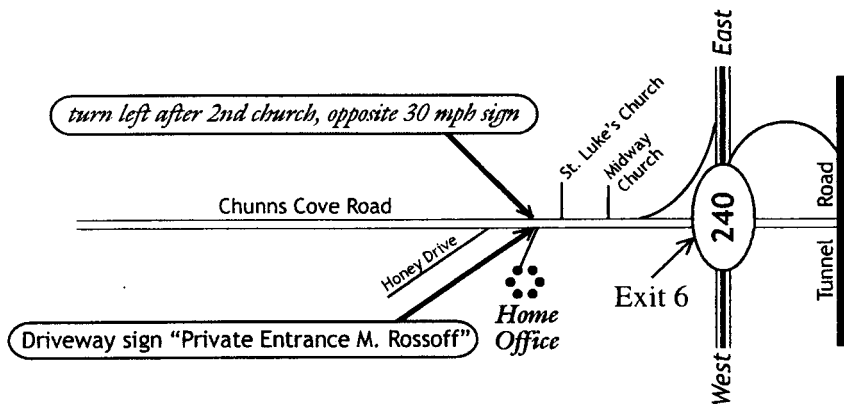 East
turn left after 2nd church, opposite 30 mph sign
St. Luke's Church
Midway
Church
Chunns Cove Road
240
Tunnel Road
Honey Drive
Exit 6
Home
Office
Driveway sign "Private Entrance M. Rossoff"
West